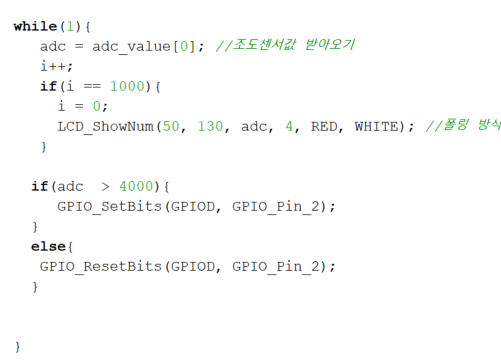 while(1){
adc = adc_value[0]; //조도센서값 받아오기
i++;
if(i == 1000){
i = 0;
LCD_ShowNum(50, 130, adc, 4, RED, WHITE); //폴링 방식
}
if(adc > 4000){
GPIO_SetBits(GPIOD, GPIO_Pin_2);
}
else{
GPIO_ResetBits(GPIOD, GPIO_Pin_2);
}
}